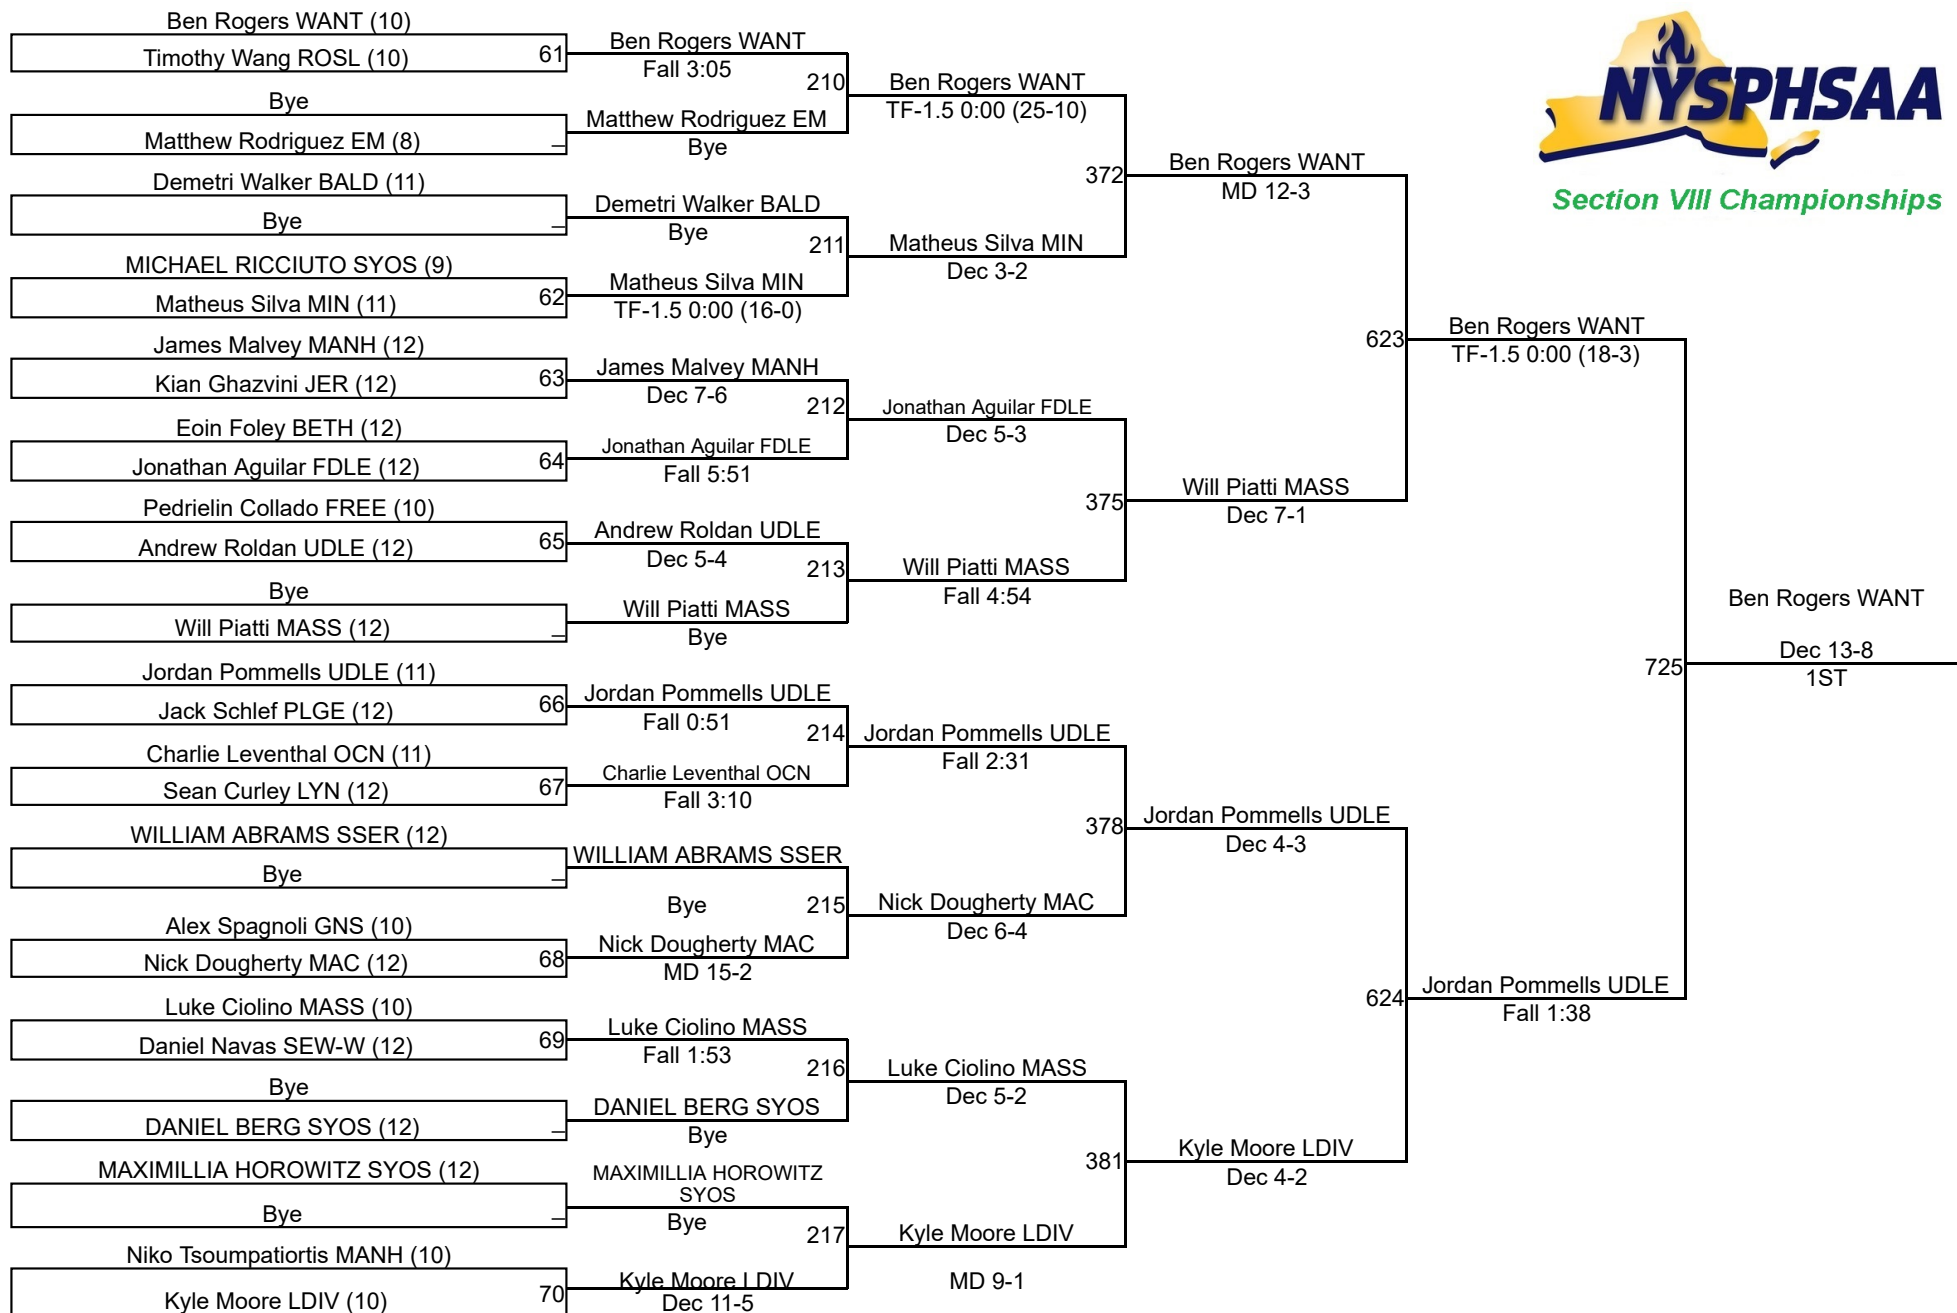 NYSPHSAA
Section VIII Championships
Ben Rogers WANT (10)
Timothy Wang ROSL (10)
61
Bye
Matthew Rodriguez EM (8)
_
Demetri Walker BALD (11)
Bye
_
MICHAEL RICCIUTO SYOS (9)
Matheus Silva MIN (11)
62
James Malvey MANH (12)
Kian Ghazvini JER (12)
63
Eoin Foley BETH (12)
Jonathan Aguilar FDLE (12)
64
Pedrielin Collado FREE (10)
Andrew Roldan UDLE (12)
65
Bye
Will Piatti MASS (12)
_
Jordan Pommells UDLE (11)
Jack Schlef PLGE (12)
66
Charlie Leventhal OCN (11)
Sean Curley LYN (12)
67
WILLIAM ABRAMS SSER (12)
Bye
_
Alex Spagnoli GNS (10)
Nick Dougherty MAC (12)
68
Luke Ciolino MASS (10)
Daniel Navas SEW-W (12)
69
Bye
DANIEL BERG SYOS (12)
_
MAXIMILLIA HOROWITZ SYOS (12)
Bye
_
Niko Tsoumpatiortis MANH (10)
Kyle Moore LDIV (10)
70
Ben Rogers WANT
Fall 3:05
210
Matthew Rodriguez EM
Bye
Demetri Walker BALD
Bye
211
Matheus Silva MIN
TF-1.5 0:00 (16-0)
James Malvey MANH
Dec 7-6
212
Jonathan Aguilar FDLE
Fall 5:51
Andrew Roldan UDLE
Dec 5-4
213
Will Piatti MASS
Bye
Jordan Pommells UDLE
Fall 0:51
214
Charlie Leventhal OCN
Fall 3:10
WILLIAM ABRAMS SSER
Bye
215
Nick Dougherty MAC
MD 15-2
Luke Ciolino MASS
Fall 1:53
216
DANIEL BERG SYOS
Bye
MAXIMILLIA HOROWITZ
SYOS
Bye
217
Kyle Moore LDIV
Dec 11-5
Ben Rogers WANT
TF-1.5 0:00 (25-10)
372
Matheus Silva MIN
Dec 3-2
Jonathan Aguilar FDLE
Dec 5-3
375
Will Piatti MASS
Fall 4:54
Jordan Pommells UDLE
Fall 2:31
378
Nick Dougherty MAC
Dec 6-4
Luke Ciolino MASS
Dec 5-2
381
Kyle Moore LDIV
MD 9-1
Ben Rogers WANT
MD 12-3
623
Will Piatti MASS
Dec 7-1
Jordan Pommells UDLE
Dec 4-3
624
Kyle Moore LDIV
Dec 4-2
Ben Rogers WANT
TF-1.5 0:00 (18-3)
725
Jordan Pommells UDLE
Fall 1:38
Ben Rogers WANT
Dec 13-8
1ST